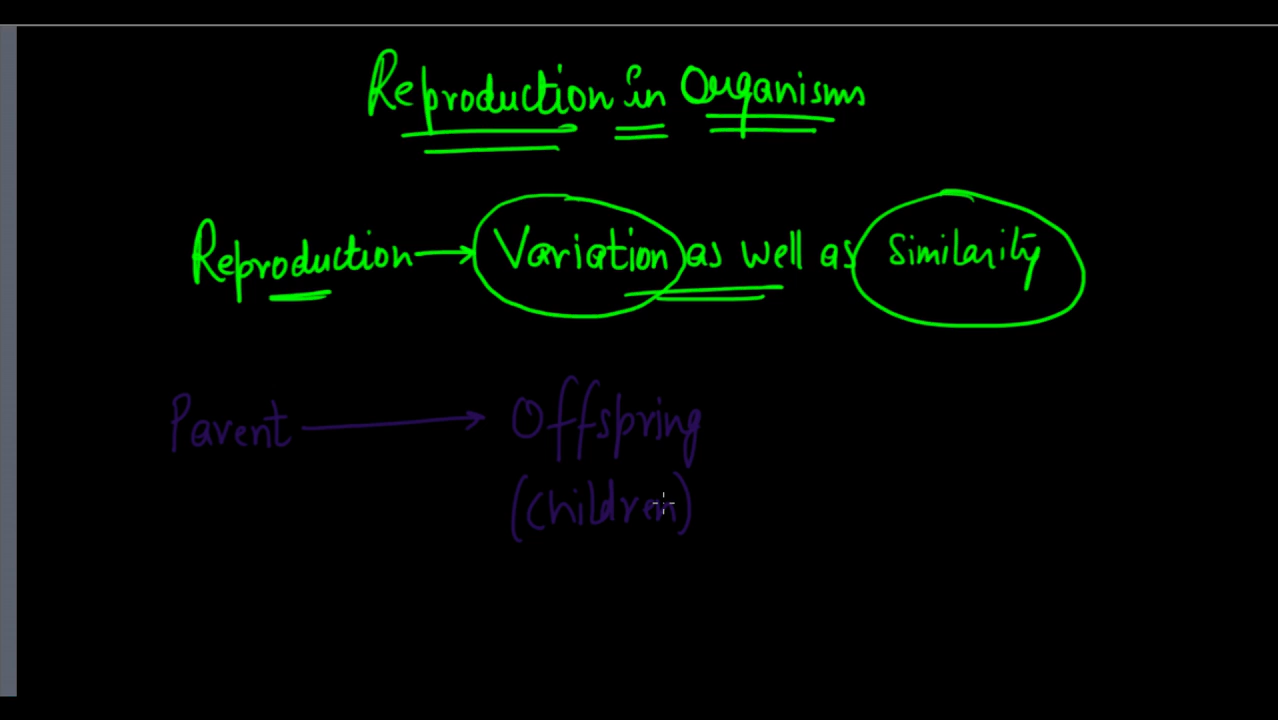 Reproduction in Organisms
Reproduction → Variation as well as Similarity
Parent → Offspring
(Children)